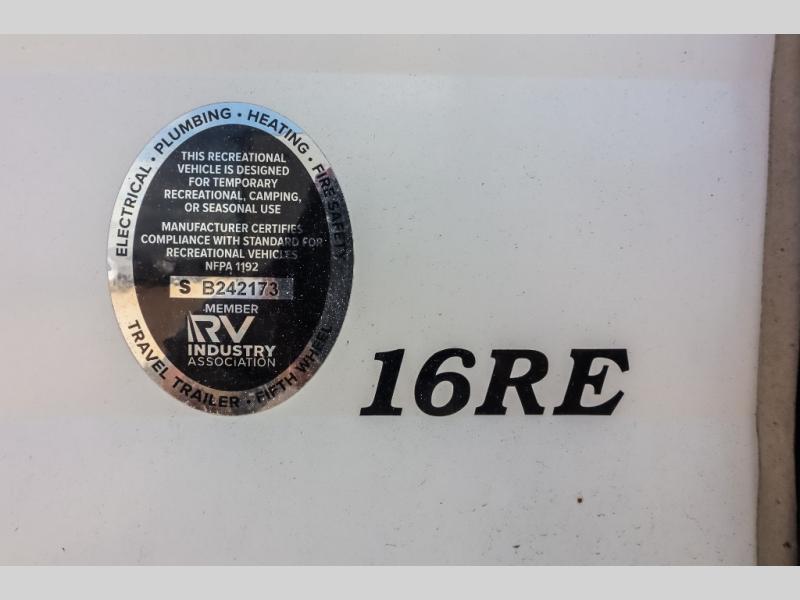 ELECTRICAL • PLUMBING • HEATING • FIRE SAFETY
THIS RECREATIONAL
VEHICLE IS DESIGNED
FOR TEMPORARY
RECREATIONAL, CAMPING,
OR SEASONAL USE
MANUFACTURER CERTIFIES
COMPLIANCE WITH STANDARD FOR
RECREATIONAL VEHICLES
NFPA 1192
S B242173
MEMBER
RV
INDUSTRY
ASSOCIATION
TRAVEL TRAILER • FIFTH WHEEL
16RE